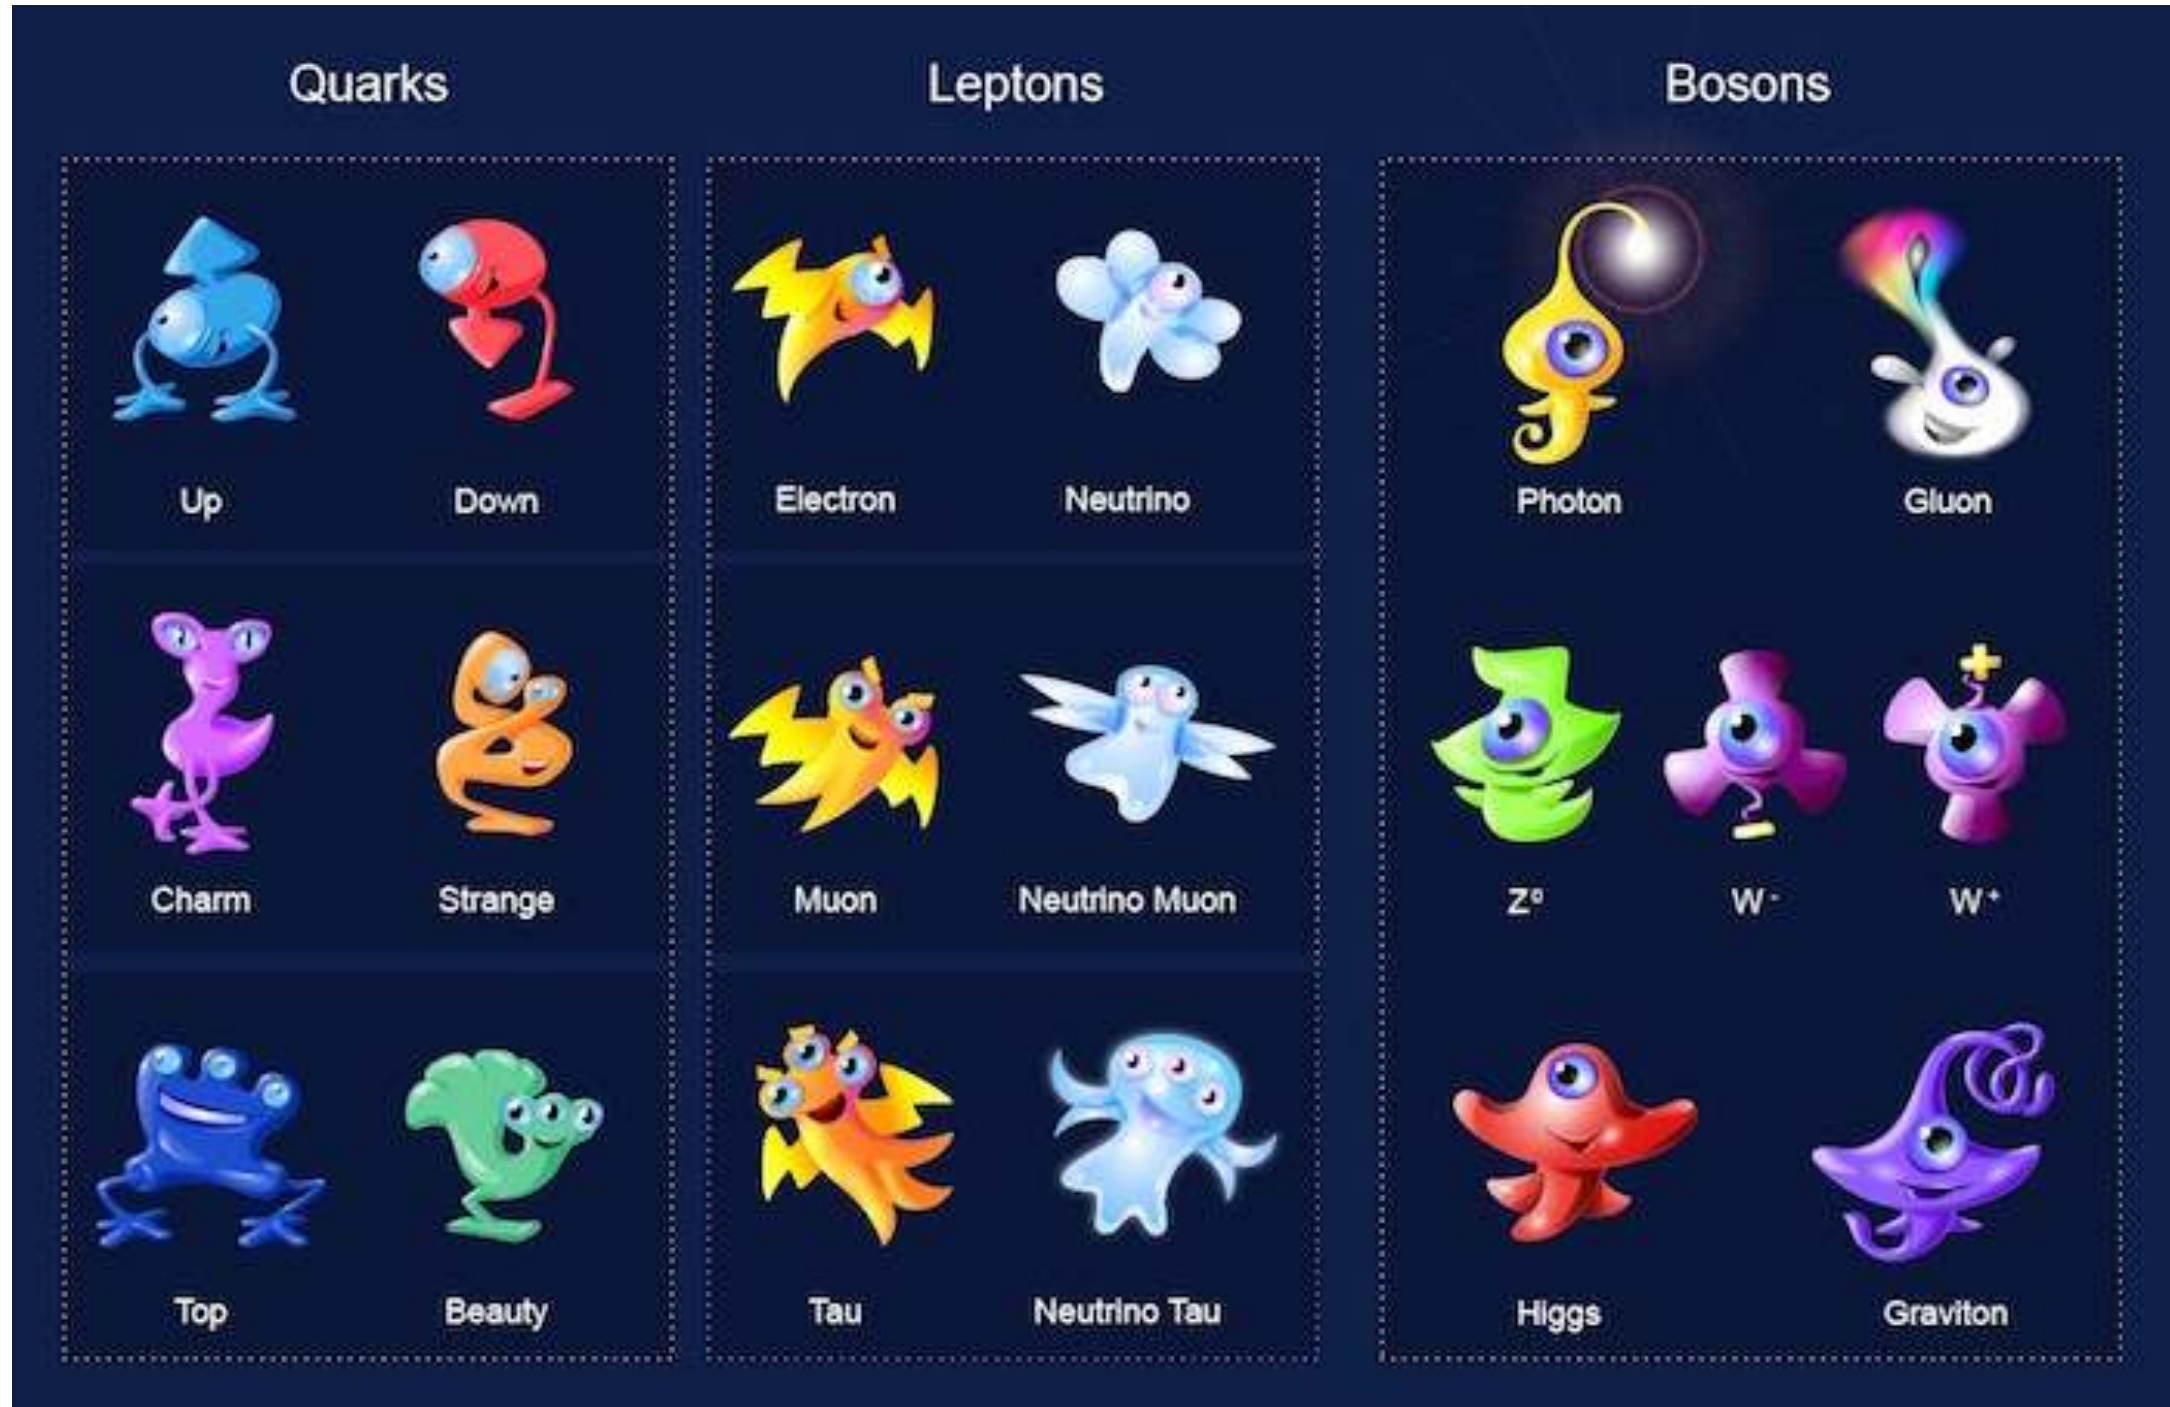 Quarks
Leptons
Bosons
Up
Down
Electron
Neutrino
Photon
Gluon
Charm
Strange
Muon
Neutrino Muon
Z⁰
W⁻
W⁺
Top
Beauty
Tau
Neutrino Tau
Higgs
Graviton